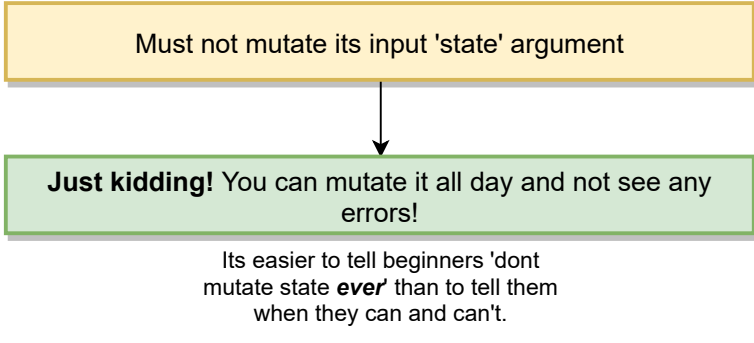 Must not mutate its input 'state' argument
Just kidding! You can mutate it all day and not see any
errors!
Its easier to tell beginners 'dont
mutate state ever' than to tell them
when they can and can't.